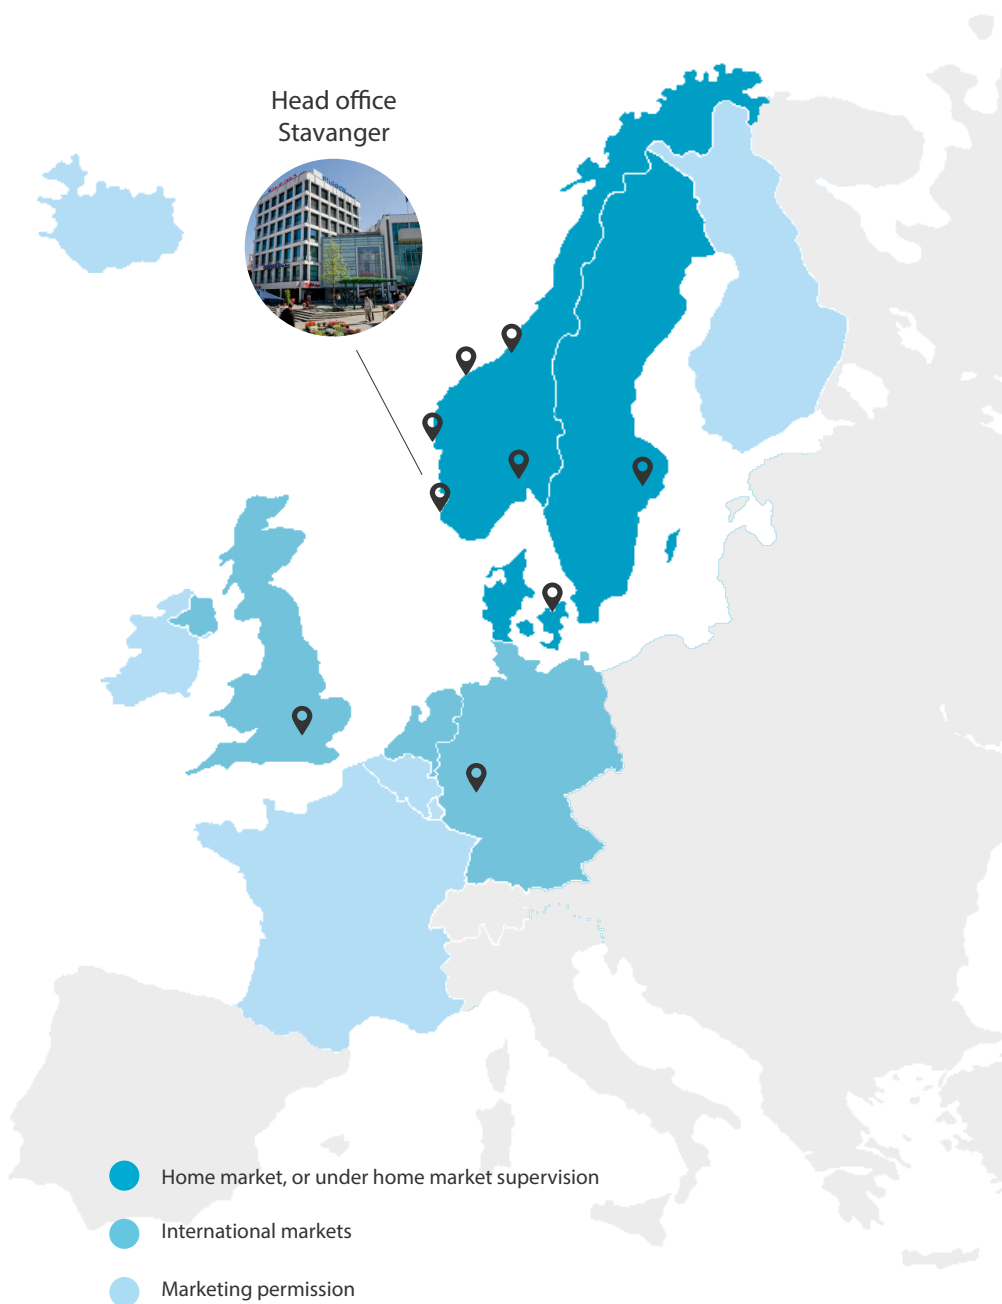 Head office
Stavanger
Home market, or under home market supervision
International markets
Marketing permission